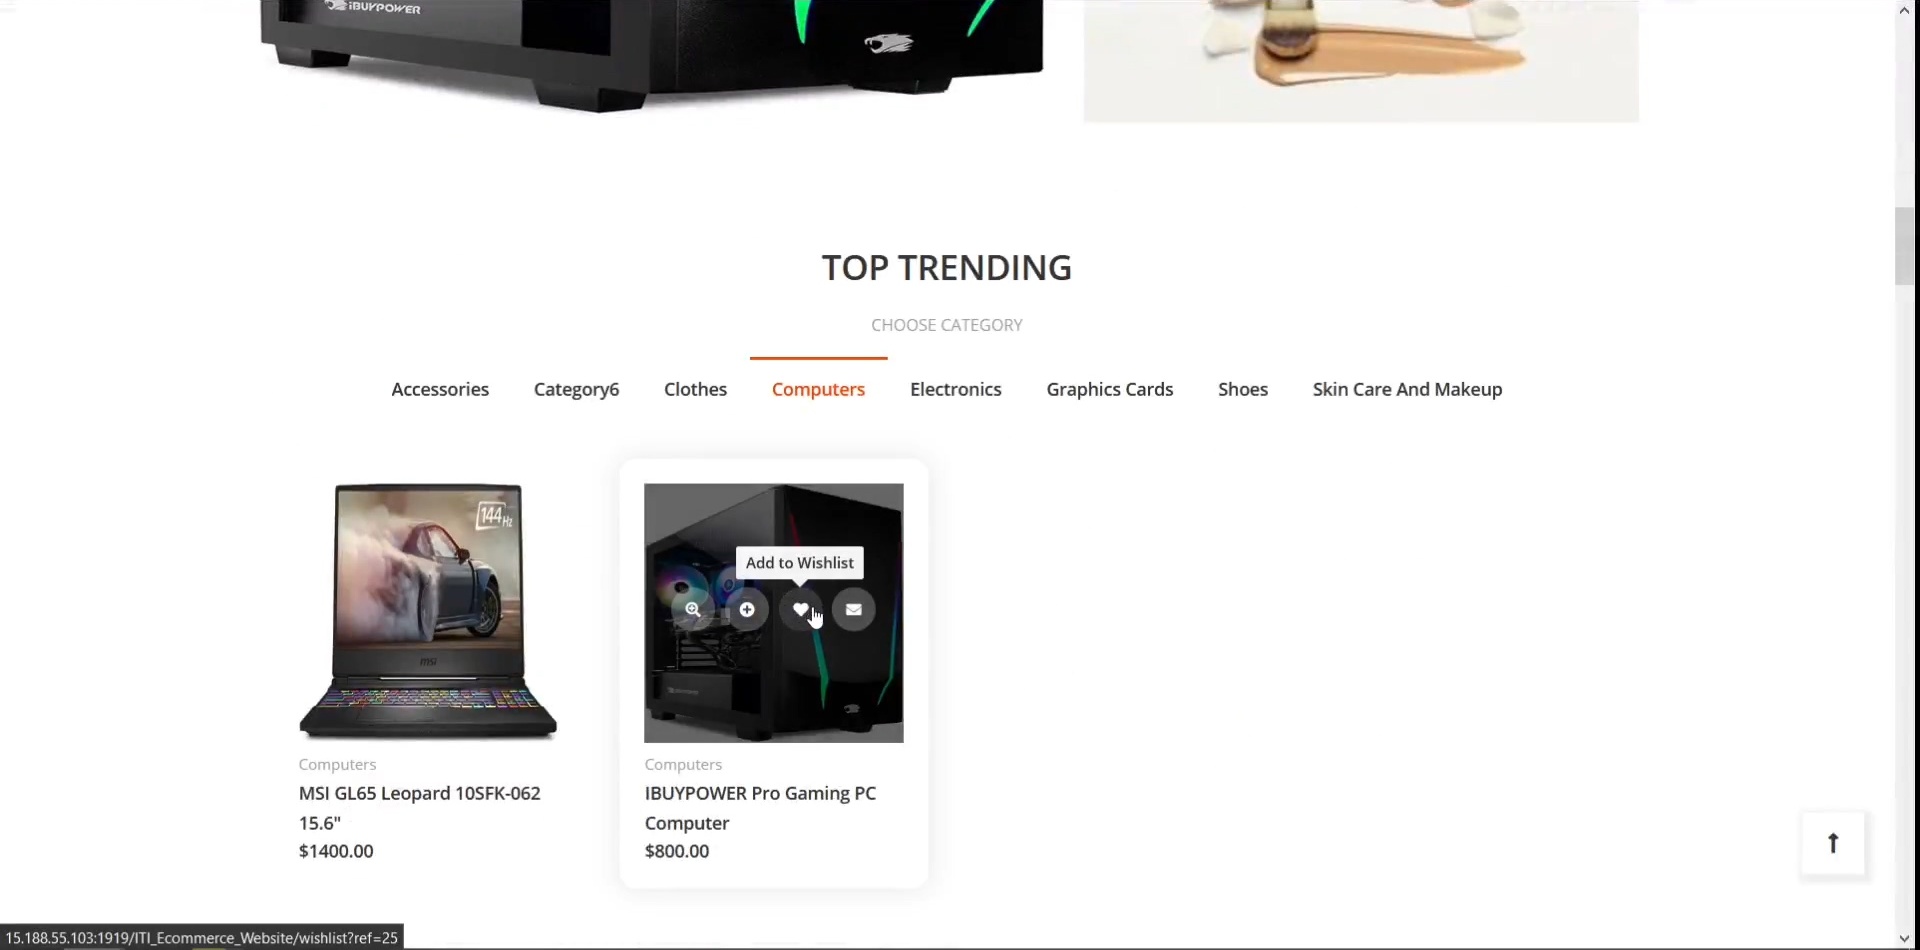 iBUYPOWER
TOP TRENDING
CHOOSE CATEGORY
Accessories Category6 Clothes Computers Electronics Graphics Cards Shoes Skin Care And Makeup
144Hz
msi
Add to Wishlist
Computers
MSI GL65 Leopard 10SFK-062
15.6"
$1400.00
Computers
IBUYPOWER Pro Gaming PC
Computer
$800.00
15.188.55.103:1919/ITI_Ecommerce_Website/wishlist?ref=25